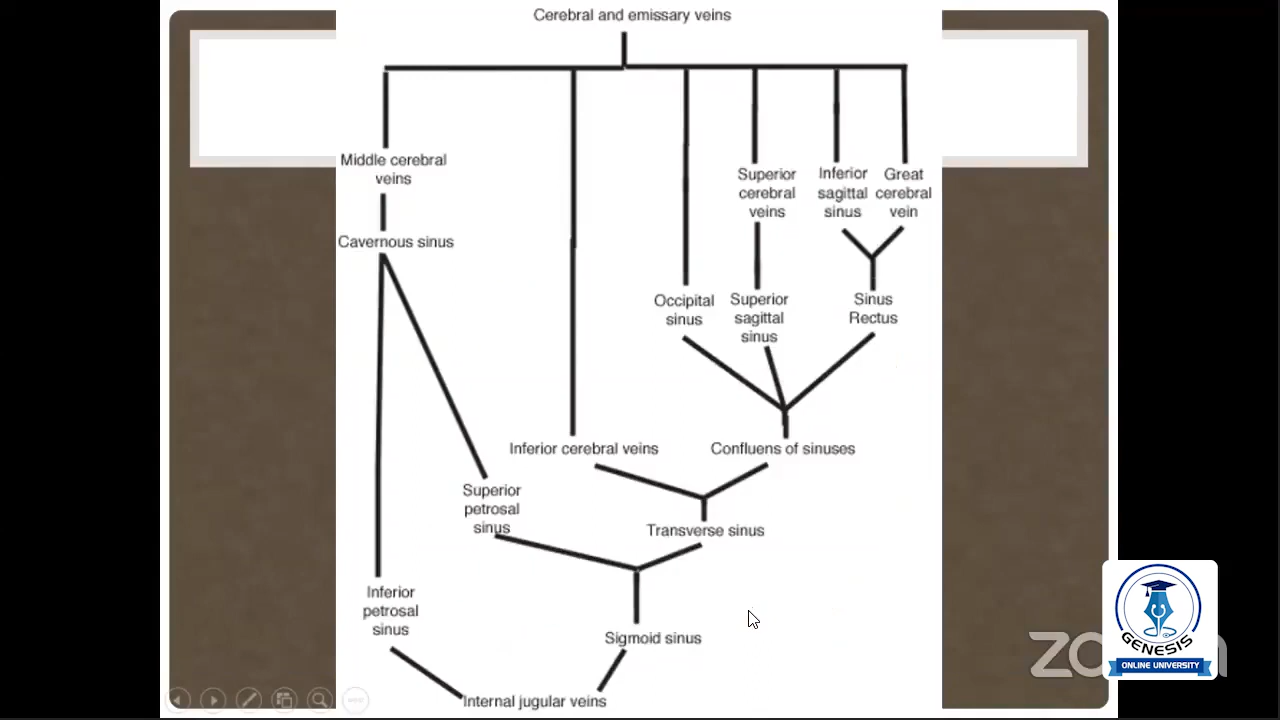 Cerebral and emissary veins
Middle cerebral
veins
Superior
cerebral
veins
Inferior
sagittal
sinus
Great
cerebral
vein
Cavernous sinus
Occipital
sinus
Superior
sagittal
sinus
Sinus
Rectus
Inferior cerebral veins
Confluens of sinuses
Superior
petrosal
sinus
Transverse sinus
Inferior
petrosal
sinus
Sigmoid sinus
Internal jugular veins
GENESIS
ONLINE UNIVERSITY